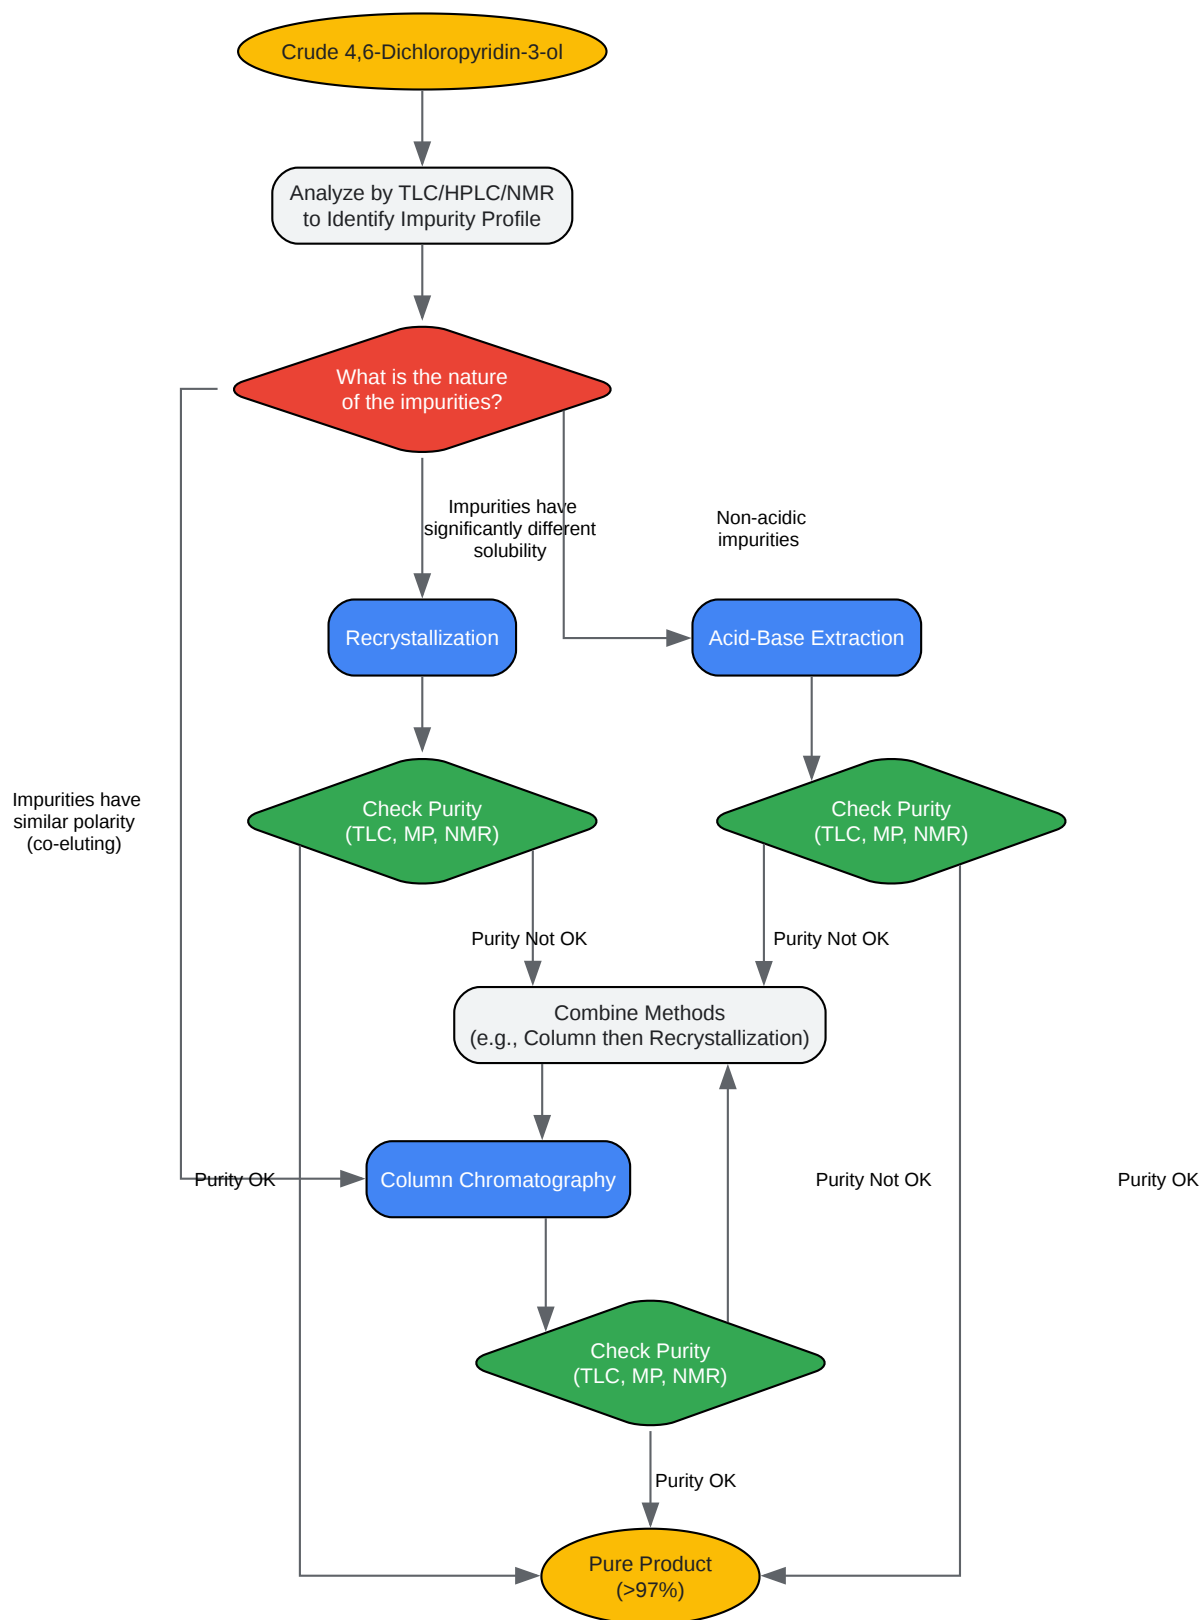 Crude 4,6-Dichloropyridin-3-ol
Analyze by TLC/HPLC/NMR
to Identify Impurity Profile
What is the nature
of the impurities?
Impurities have
significantly different
solubility
Non-acidic
impurities
Recrystallization
Acid-Base Extraction
Impurities have
similar polarity
(co-eluting)
Check Purity
(TLC, MP, NMR)
Check Purity
(TLC, MP, NMR)
Purity Not OK
Purity Not OK
Combine Methods
(e.g., Column then Recrystallization)
Purity OK
Column Chromatography
Purity Not OK
Purity OK
Check Purity
(TLC, MP, NMR)
Purity OK
Pure Product
(>97%)